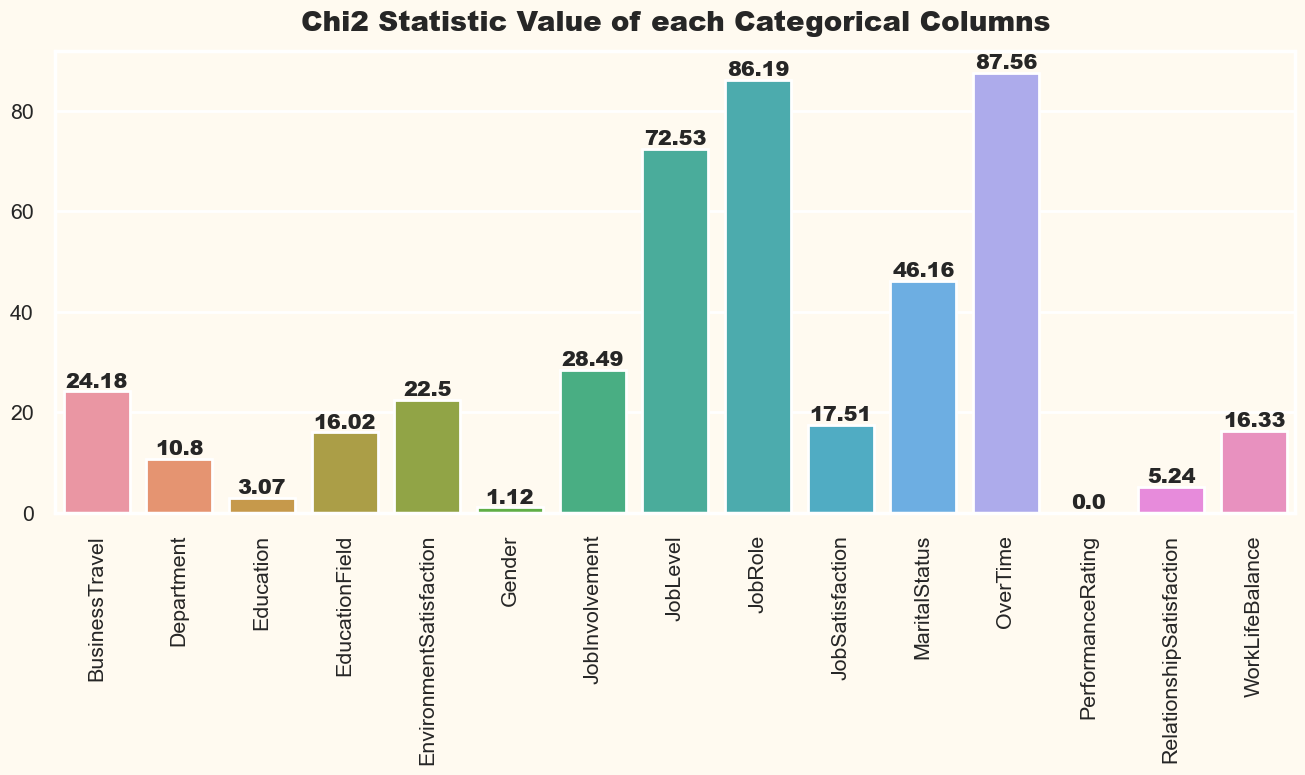 Chi2 Statistic Value of each Categorical Columns
80
60
40
20
0
24.18
10.8
3.07
16.02
22.5
1.12
28.49
72.53
86.19
17.51
46.16
87.56
0.0
5.24
16.33
BusinessTravel
Department
Education
EducationField
EnvironmentSatisfaction
Gender
JobInvolvement
JobLevel
JobRole
JobSatisfaction
MaritalStatus
OverTime
PerformanceRating
RelationshipSatisfaction
WorkLifeBalance